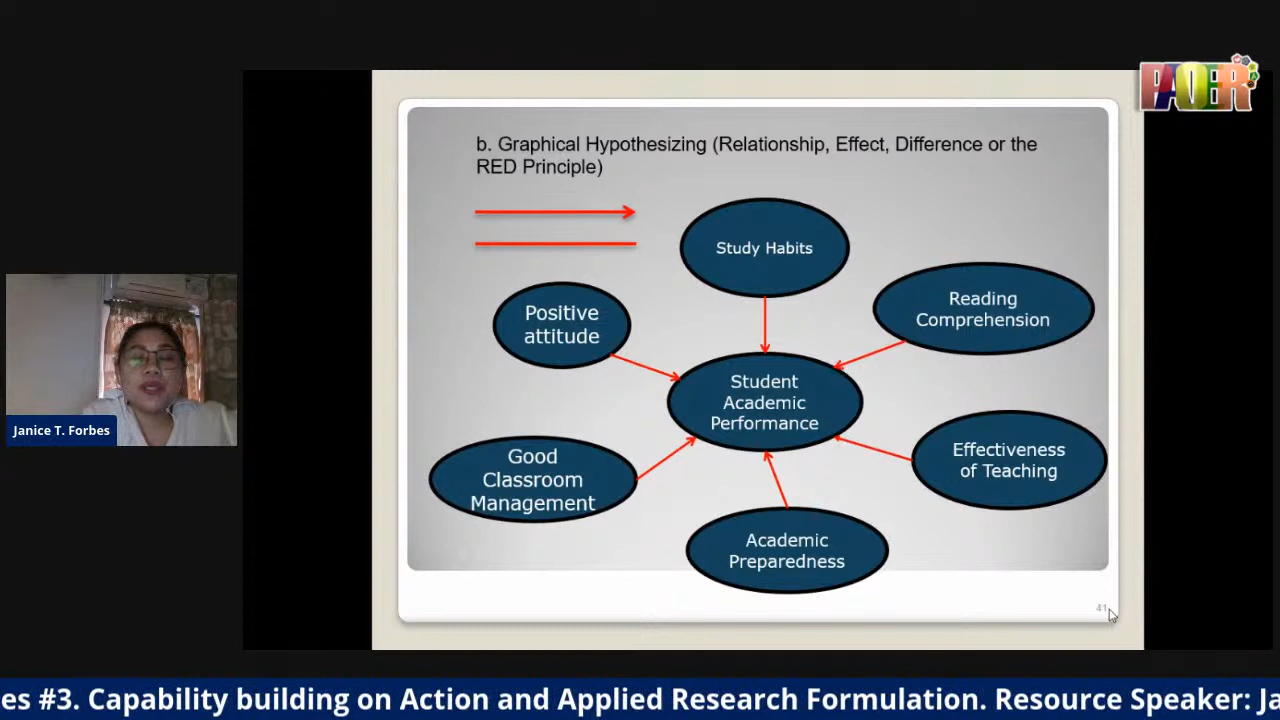 PAOER
b. Graphical Hypothesizing (Relationship, Effect, Difference or the
RED Principle)
Study Habits
Positive
attitude
Reading
Comprehension
Student
Academic
Performance
Good
Classroom
Management
Effectiveness
of Teaching
Academic
Preparedness
41
Janice T. Forbes
es #3. Capability building on Action and Applied Research Formulation. Resource Speaker: Ja